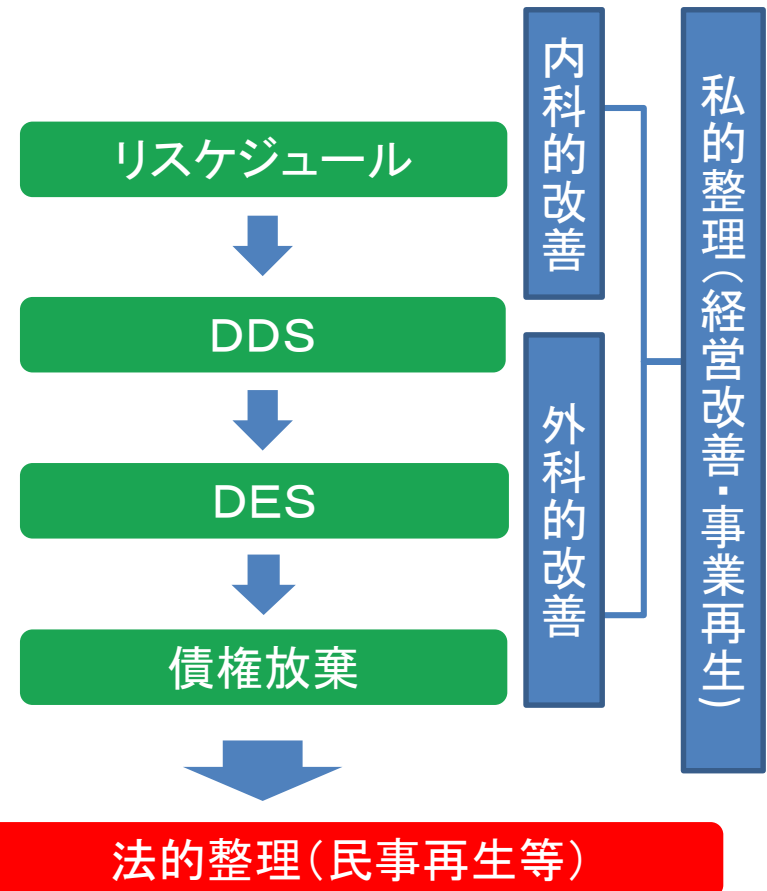 リスケジュール
DDS
DES
債権放棄
法的整理(民事再生等)
内科的改善
外科的改善
私的整理(経営改善・事業再生)